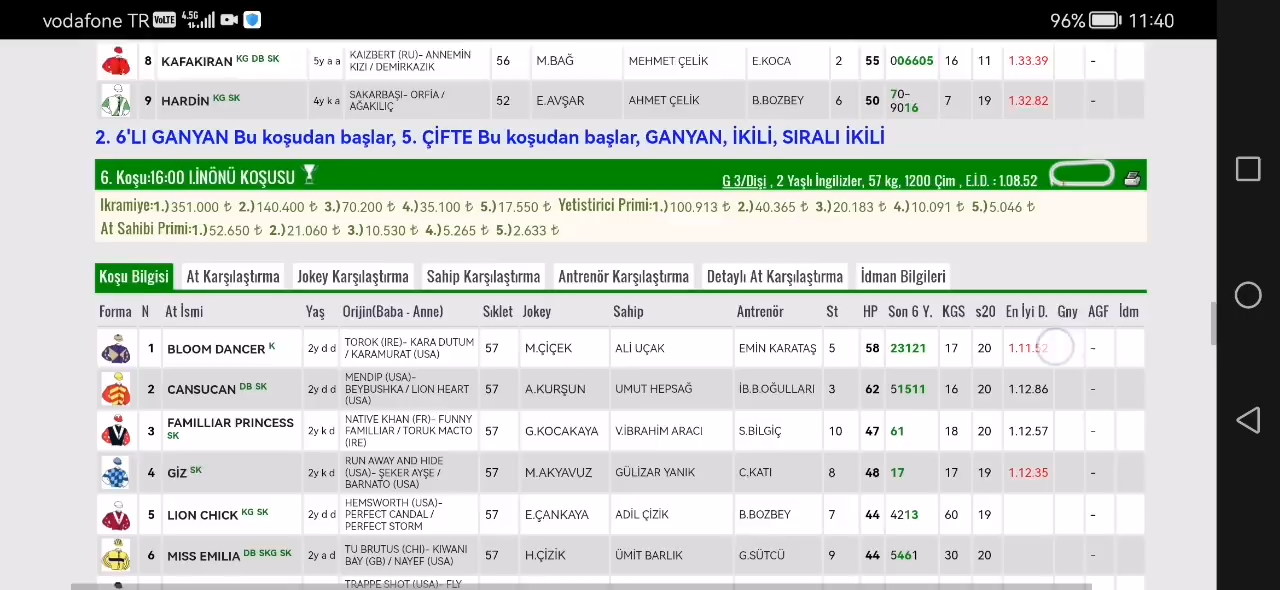 vodafone TR VoLTE 4.5G 96% 11:40
8 KAFAKIRAN KG DB SK 5y a a KAIZBERT (RU)- ANNEMİN KIZI / DEMİRKAZIK 56 M.BAĞ MEHMET ÇELİK E.KOCA 2 55 006605 16 11 1.33.39 -
9 HARDİN KG SK 4y k a SAKARBAŞI- ORFİA / AĞAKILIÇ 52 E.AVŞAR AHMET ÇELİK B.BOZBEY 6 50 70-9016 7 19 1.32.82 -
2. 6'LI GANYAN Bu koşudan başlar, 5. ÇİFTE Bu koşudan başlar, GANYAN, İKİLİ, SIRALI İKİLİ
6. Koşu:16:00 I.İNÖNÜ KOŞUSU G 3/Dişi , 2 Yaşlı İngilizler, 57 kg, 1200 Çim , E.İ.D. : 1.08.52
Ikramiye:1.)351.000 ₺ 2.)140.400 ₺ 3.)70.200 ₺ 4.)35.100 ₺ 5.)17.550 ₺ Yetistirici Primi:1.)100.913 ₺ 2.)40.365 ₺ 3.)20.183 ₺ 4.)10.091 ₺ 5.)5.046 ₺
At Sahibi Primi:1.)52.650 ₺ 2.)21.060 ₺ 3.)10.530 ₺ 4.)5.265 ₺ 5.)2.633 ₺
Koşu Bilgisi At Karşılaştırma Jokey Karşılaştırma Sahip Karşılaştırma Antrenör Karşılaştırma Detaylı At Karşılaştırma İdman Bilgileri
Forma N At İsmi Yaş Orijin(Baba - Anne) Sıklet Jokey Sahip Antrenör St HP Son 6 Y. KGS s20 En İyi D. Gny AGF İdm
1 BLOOM DANCER K 2y d d TOROK (IRE)- KARA DUTUM / KARAMURAT (USA) 57 M.ÇİÇEK ALİ UÇAK EMİN KARATAŞ 5 58 23121 17 20 1.11.52 -
2 CANSUCAN DB SK 2y d d MENDIP (USA)- BEYBUSHKA / LION HEART (USA) 57 A.KURŞUN UMUT HEPSAĞ İB.B.OĞULLARI 3 62 51511 16 20 1.12.86 -
3 FAMILLIAR PRINCESS SK 2y k d NATIVE KHAN (FR)- FUNNY FAMILLIAR / TORUK MACTO (IRE) 57 G.KOCAKAYA V.İBRAHİM ARACI S.BİLGİÇ 10 47 61 18 20 1.12.57 -
4 GİZ SK 2y k d RUN AWAY AND HIDE (USA)- ŞEKER AYŞE / BARNATO (USA) 57 M.AKYAVUZ GÜLİZAR YANIK C.KATI 8 48 17 17 19 1.12.35 -
5 LION CHICK KG SK 2y d d HEMSWORTH (USA)- PERFECT CANDAL / PERFECT STORM 57 E.ÇANKAYA ADİL ÇİZİK B.BOZBEY 7 44 4213 60 19 -
6 MISS EMILIA DB SKG SK 2y a d TU BRUTUS (CHI)- KIWANI BAY (GB) / NAYEF (USA) 57 H.ÇİZİK ÜMİT BARLIK G.SÜTCÜ 9 44 5461 30 20 -
TRAPPE SHOT (USA)- FLY